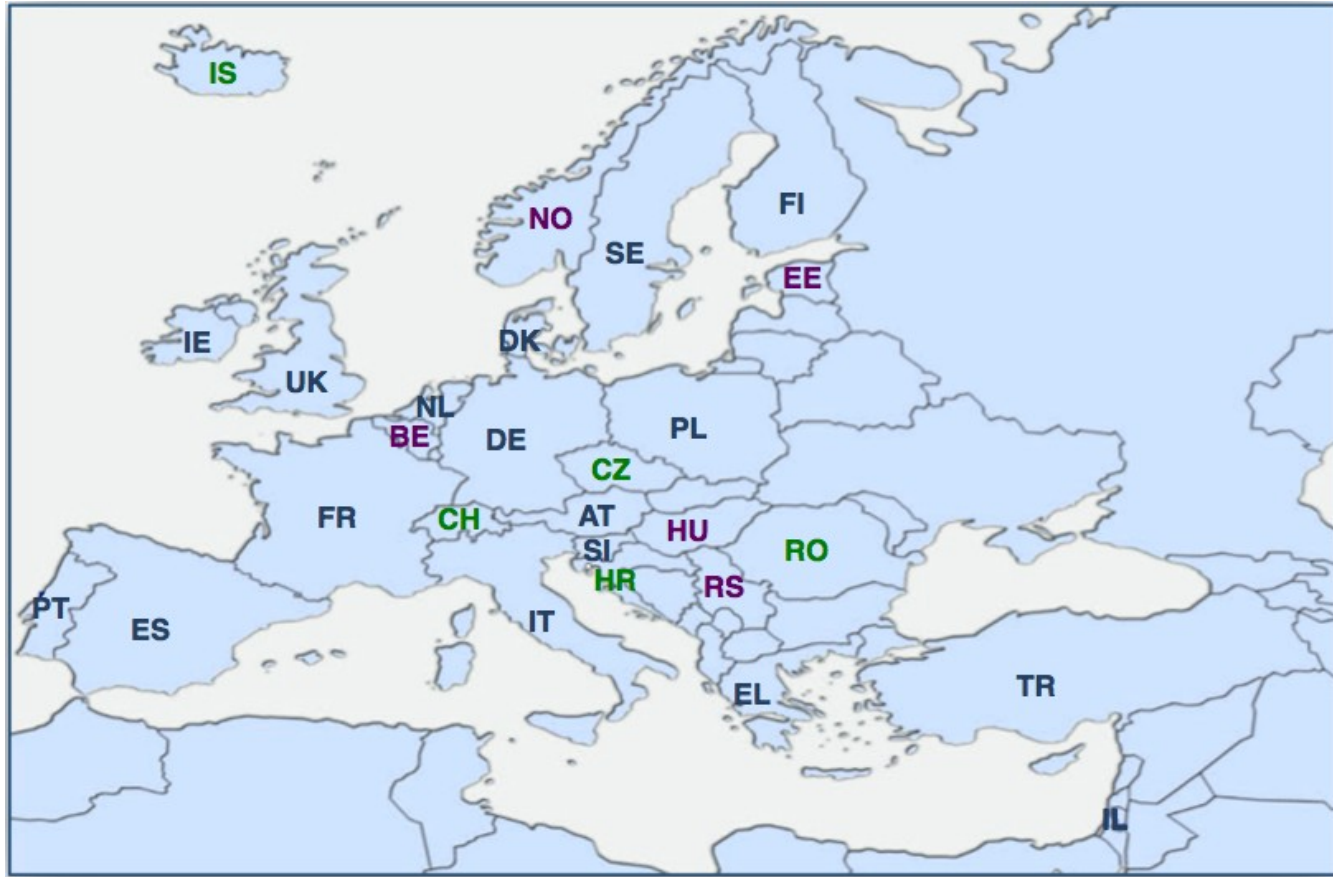 IS
NO
FI
SE
EE
IE
DK
UK
NL
BE
DE
PL
CZ
FR
CH
AT
HU
SI
RO
HR
RS
PT
ES
IT
EL
TR
IL